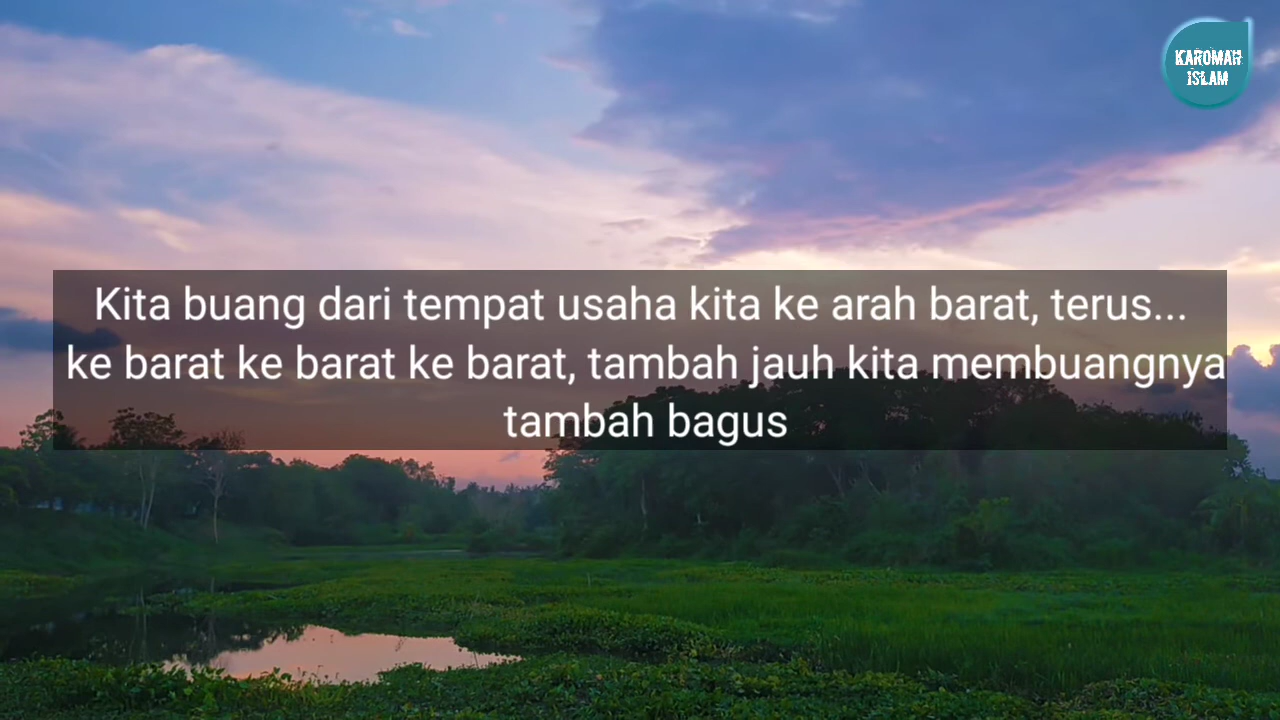 KAROMAH
ISLAM
Kita buang dari tempat usaha kita ke arah barat, terus...
ke barat ke barat ke barat, tambah jauh kita membuangnya
tambah bagus